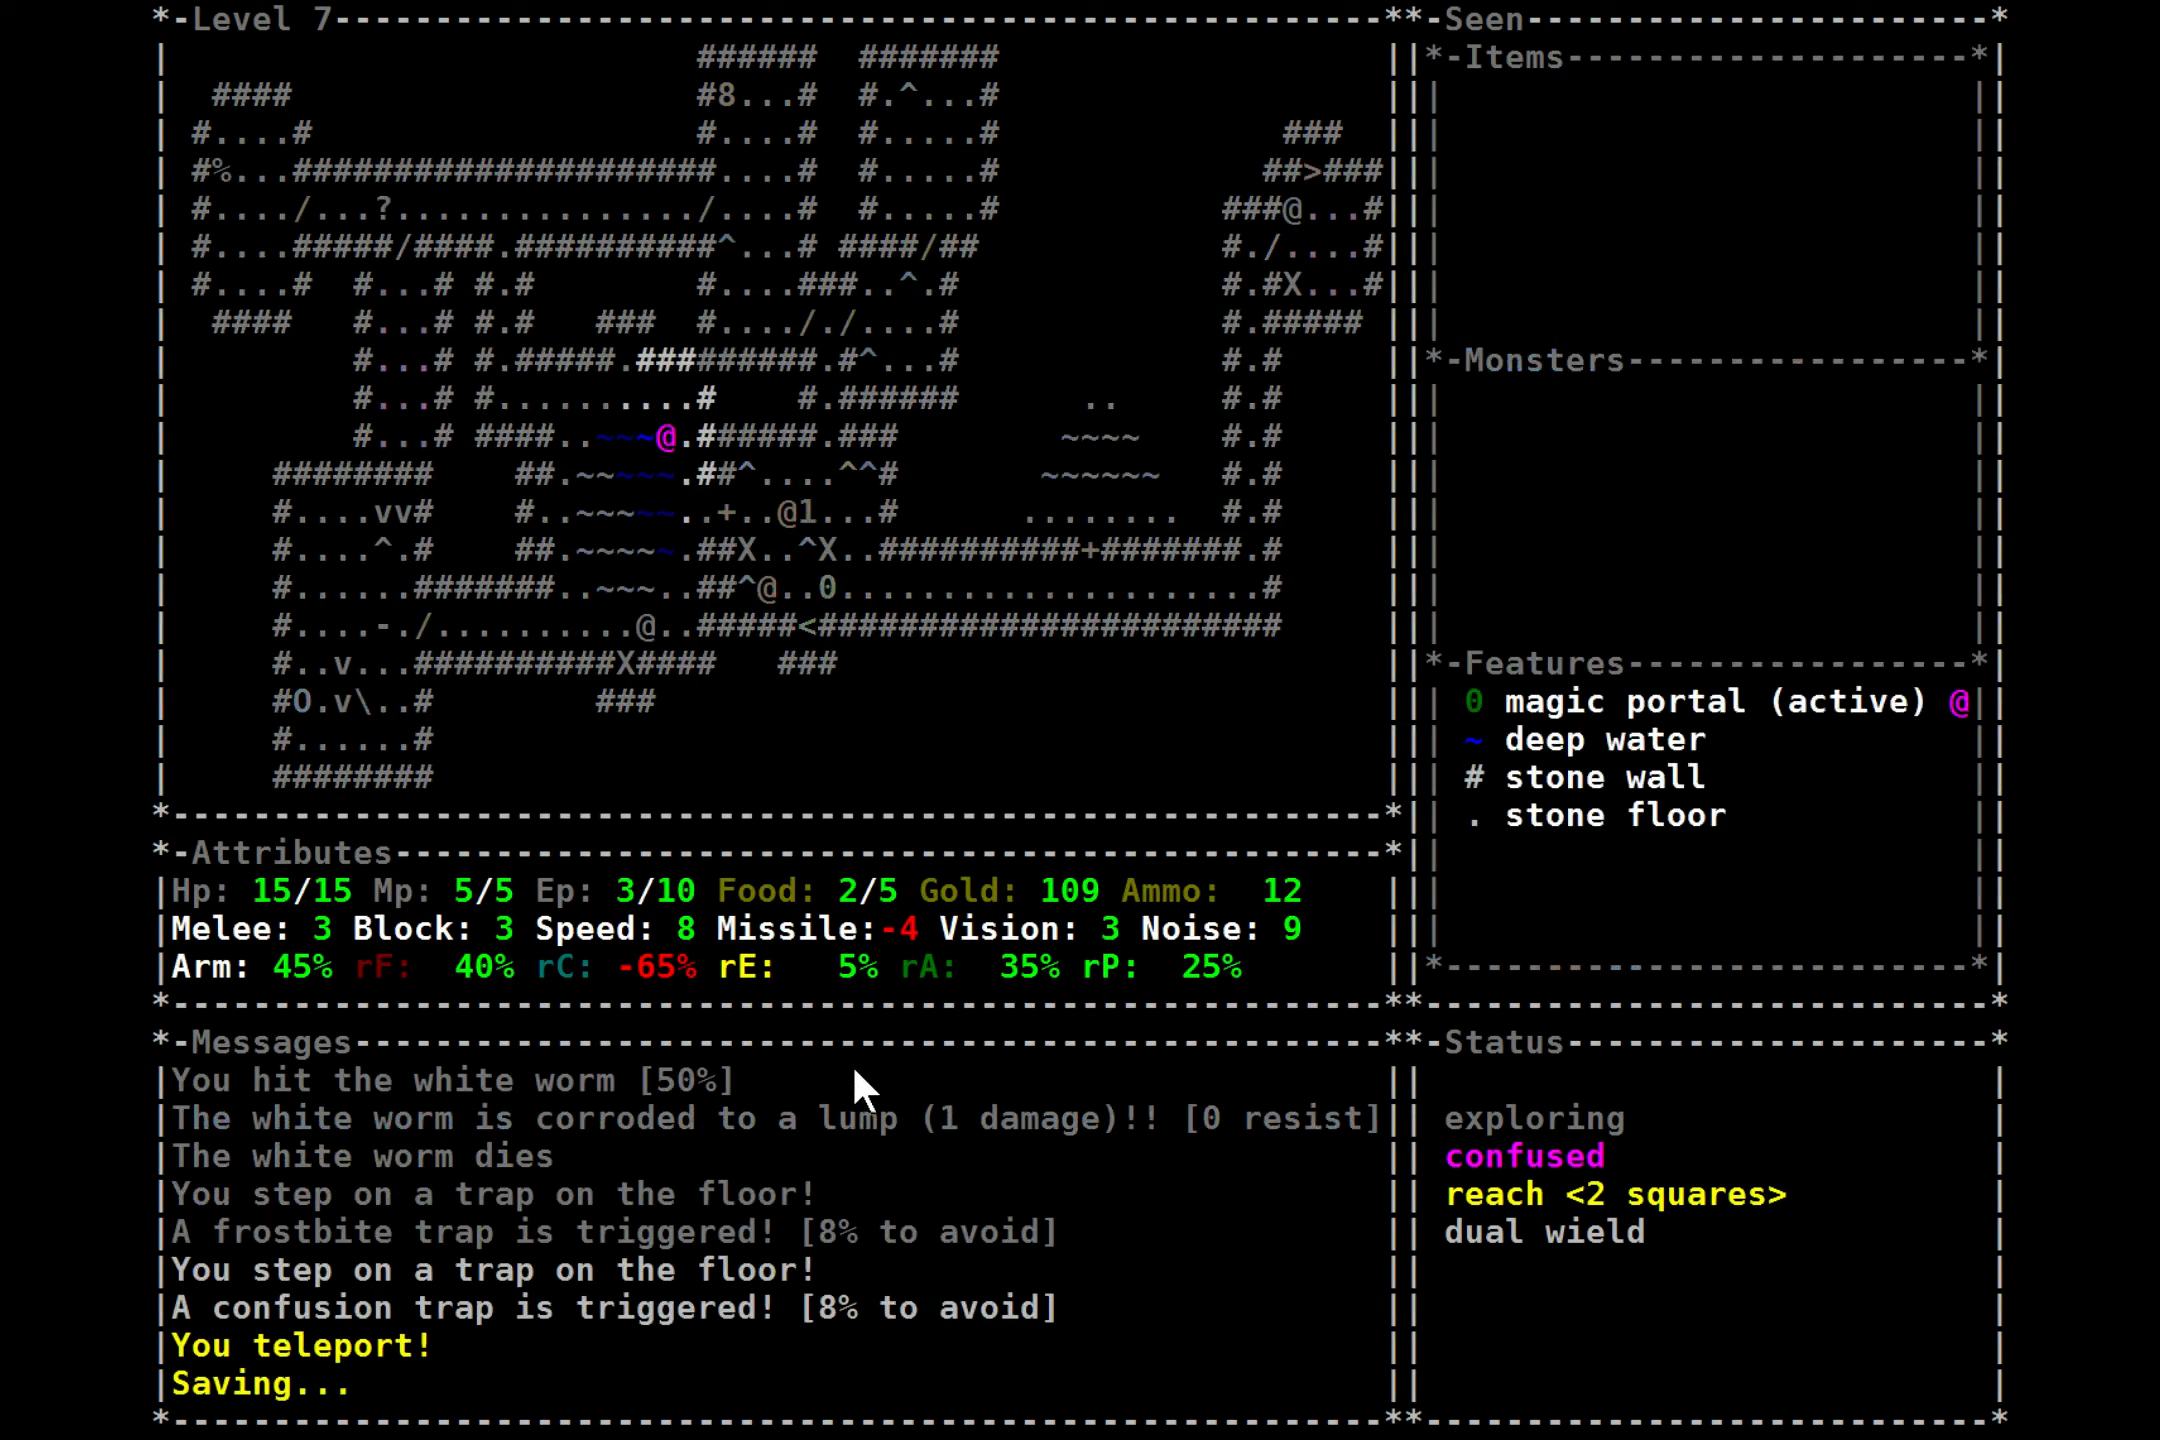 *-Level 7----------------------------------------------------**-Seen-----------------------*
|                          ###### #######                   ||*-Items--------------------*|
|  ####                    #8...# #.^...#                   |||                          ||
| #....#                   #....# #.....#              ###  |||                          ||
| #%...#####################....# #.....#             ##>###|||                          ||
| #..../...?.............../....# #.....#           ###@...#|||                          ||
| #....#####/####.##########^...# ####/##            #./....#|||                          ||
| #....#  #...# #.#        #....###..^.#             #.#X...#|||                          ||
|  ####   #...# #.#   ###  #...././....#             #.##### |||                          ||
|         #...# #.#####.#########.#^...#             #.#     ||*-Monsters-----------------*|
|         #...# #..........#    #.######      ..     #.#     |||                          ||
|         #...# ####..~~~@.######.###        ~~~~    #.#     |||                          ||
|     ########    ##.~~~~~.##^....^^#       ~~~~~~   #.#     |||                          ||
|     #....vv#    #..~~~~~..+..@1...#      ........  #.#     |||                          ||
|     #....^.#    ##.~~~~~.##X..^X..##########+#######.#     |||                          ||
|     #......#######..~~~..##^@..0.....................#     |||                          ||
|     #....-./..........@..#####<#######################     |||                          ||
|     #..v...##########X####   ###                          ||*-Features-----------------*|
|     #O.v\..#        ###                                   ||| 0 magic portal (active) @||
|     #......#                                              ||| ~ deep water             ||
|     ########                                              ||| # stone wall             ||
*------------------------------------------------------------*|| . stone floor            ||
*-Attributes-------------------------------------------------*||                          ||
|Hp: 15/15 Mp: 5/5 Ep: 3/10 Food: 2/5 Gold: 109 Ammo:  12    |||                          ||
|Melee: 3 Block: 3 Speed: 8 Missile:-4 Vision: 3 Noise: 9    |||                          ||
|Arm: 45% rF:  40% rC: -65% rE:   5% rA:  35% rP:  25%       ||*--------------------------*|
*------------------------------------------------------------**----------------------------*
*-Messages---------------------------------------------------**-Status---------------------*
|You hit the white worm [50%]                                ||                            |
|The white worm is corroded to a lump (1 damage)!! [0 resist]|| exploring                  |
|The white worm dies                                         || confused                   |
|You step on a trap on the floor!                            || reach <2 squares>          |
|A frostbite trap is triggered! [8% to avoid]                || dual wield                 |
|You step on a trap on the floor!                            ||                            |
|A confusion trap is triggered! [8% to avoid]                ||                            |
|You teleport!                                               ||                            |
|Saving...                                                   ||                            |
*------------------------------------------------------------**----------------------------*